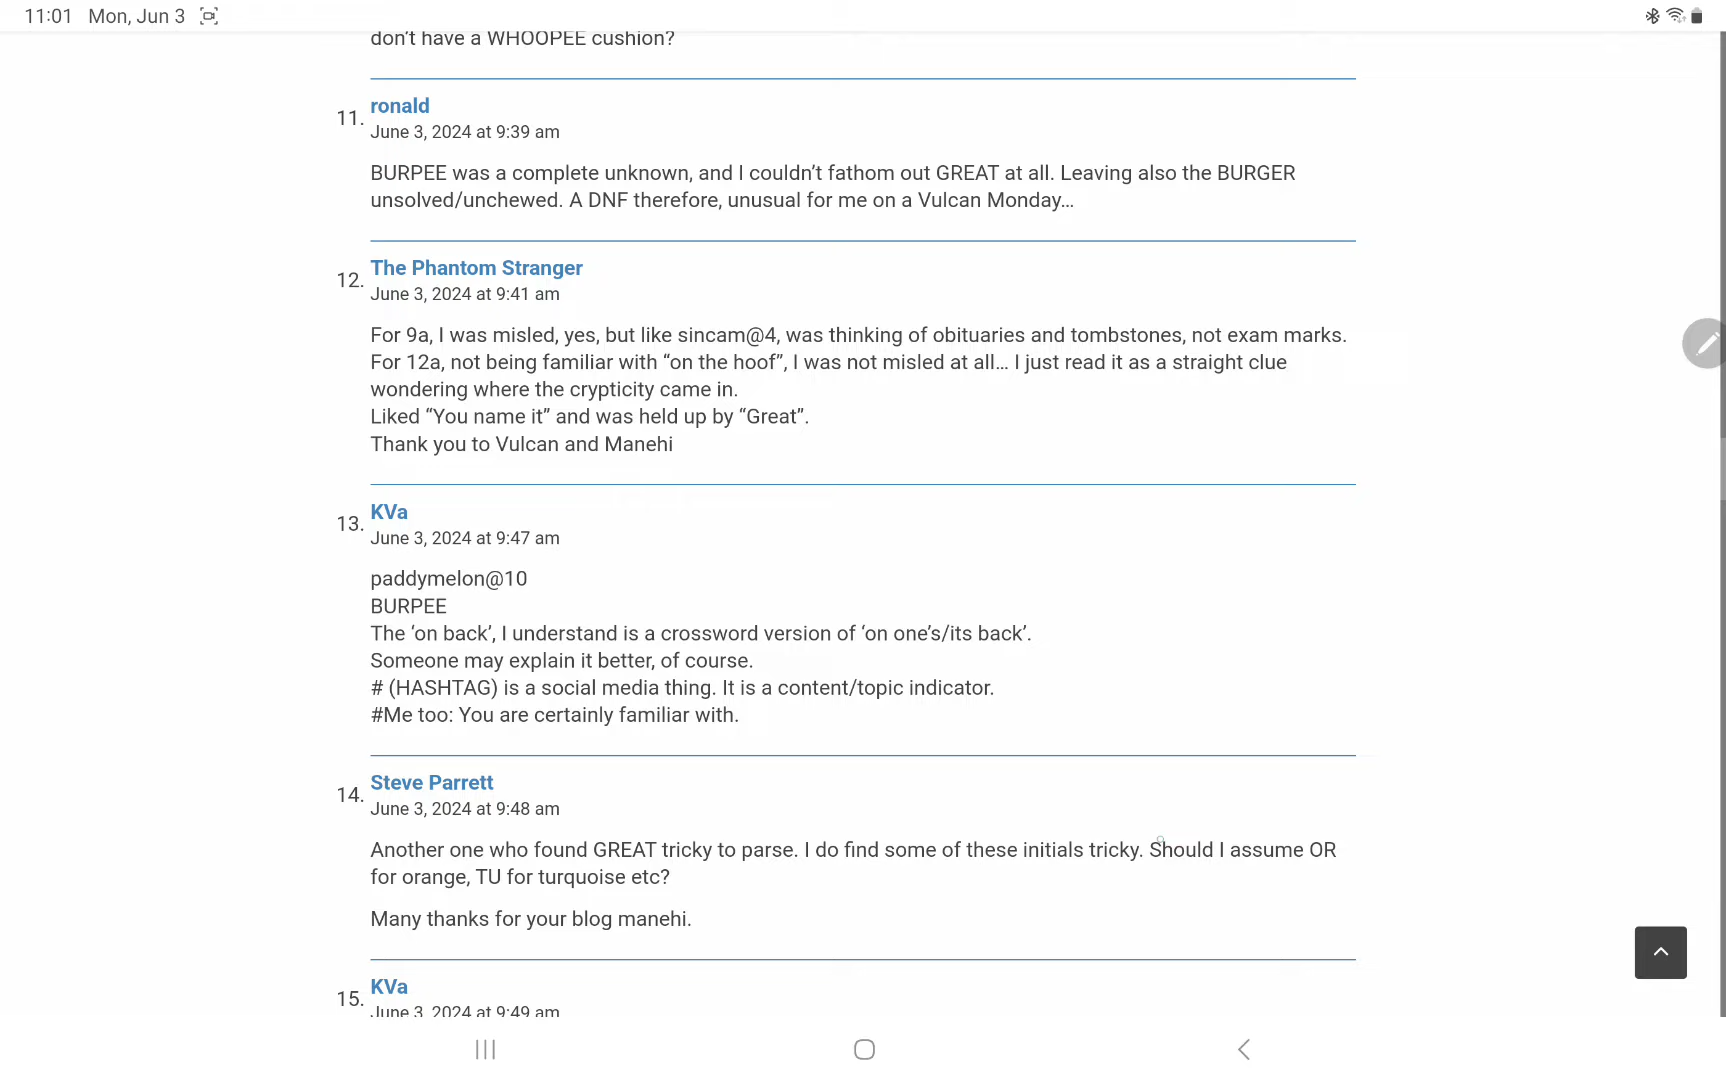 11:01 Mon, Jun 3
don't have a WHOOPEE cushion?
11. ronald
June 3, 2024 at 9:39 am
BURPEE was a complete unknown, and I couldn't fathom out GREAT at all. Leaving also the BURGER
unsolved/unchewed. A DNF therefore, unusual for me on a Vulcan Monday…
12. The Phantom Stranger
June 3, 2024 at 9:41 am
For 9a, I was misled, yes, but like sincam@4, was thinking of obituaries and tombstones, not exam marks.
For 12a, not being familiar with “on the hoof”, I was not misled at all… I just read it as a straight clue
wondering where the crypticity came in.
Liked “You name it” and was held up by “Great”.
Thank you to Vulcan and Manehi
13. KVa
June 3, 2024 at 9:47 am
paddymelon@10
BURPEE
The ‘on back’, I understand is a crossword version of ‘on one’s/its back’.
Someone may explain it better, of course.
# (HASHTAG) is a social media thing. It is a content/topic indicator.
#Me too: You are certainly familiar with.
14. Steve Parrett
June 3, 2024 at 9:48 am
Another one who found GREAT tricky to parse. I do find some of these initials tricky. Should I assume OR
for orange, TU for turquoise etc?
Many thanks for your blog manehi.
15. KVa
June 3, 2024 at 9:49 am